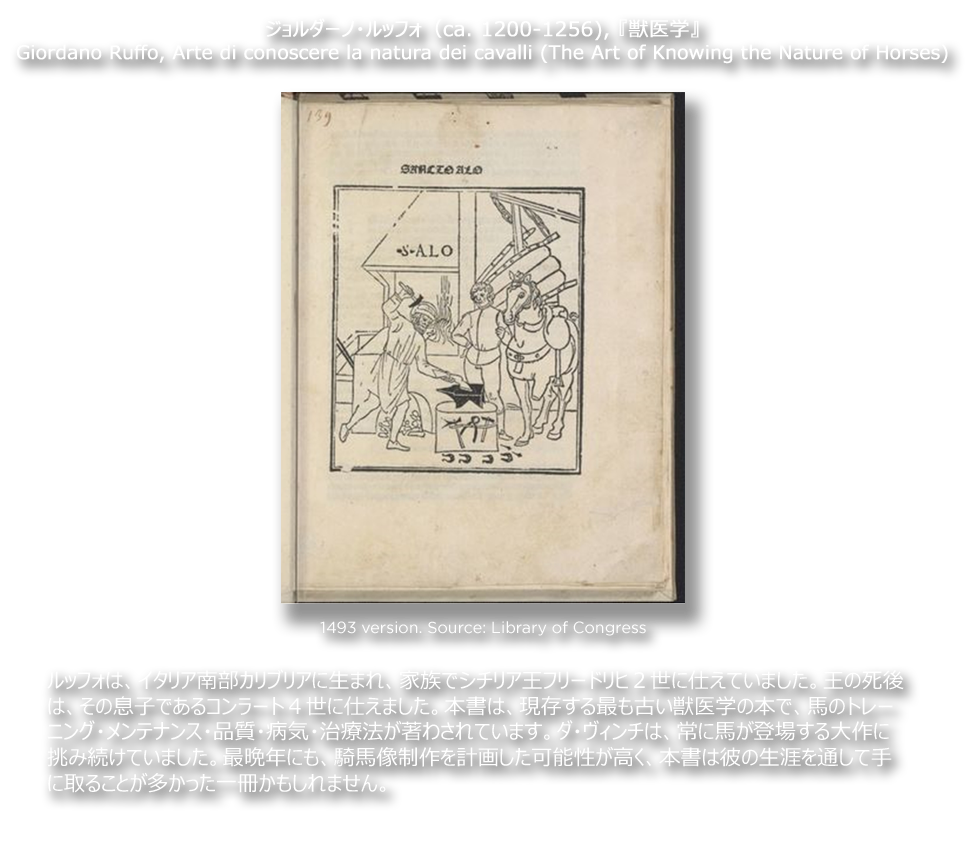 ジョルダーノ・ルッフォ (ca. 1200-1256), 『獣医学』
Giordano Ruffo, Arte di conoscere la natura dei cavalli (The Art of Knowing the Nature of Horses)
139
SANCTO ALO
•S•ALO
1493 version. Source: Library of Congress
ルッフォは、イタリア南部カリブリアに生まれ、家族でシチリア王フリードリヒ２世に仕えていました。王の死後
は、その息子であるコンラート４世に仕えました。本書は、現存する最も古い獣医学の本で、馬のトレー
ニング・メンテナンス・品質・病気・治療法が著わされています。ダ・ヴィンチは、常に馬が登場する大作に
挑み続けていました。最晩年にも、騎馬像制作を計画した可能性が高く、本書は彼の生涯を通して手
に取ることが多かった一冊かもしれません。